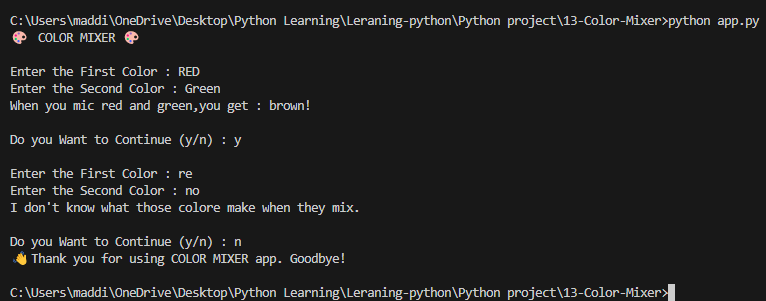 C:\Users\maddi\OneDrive\Desktop\Python Learning\Leraning-python\Python project\13-Color-Mixer>python app.py
🎨 COLOR MIXER 🎨
Enter the First Color : RED
Enter the Second Color : Green
When you mic red and green,you get : brown!
Do you Want to Continue (y/n) : y
Enter the First Color : re
Enter the Second Color : no
I don't know what those colore make when they mix.
Do you Want to Continue (y/n) : n
👋Thank you for using COLOR MIXER app. Goodbye!
C:\Users\maddi\OneDrive\Desktop\Python Learning\Leraning-python\Python project\13-Color-Mixer>